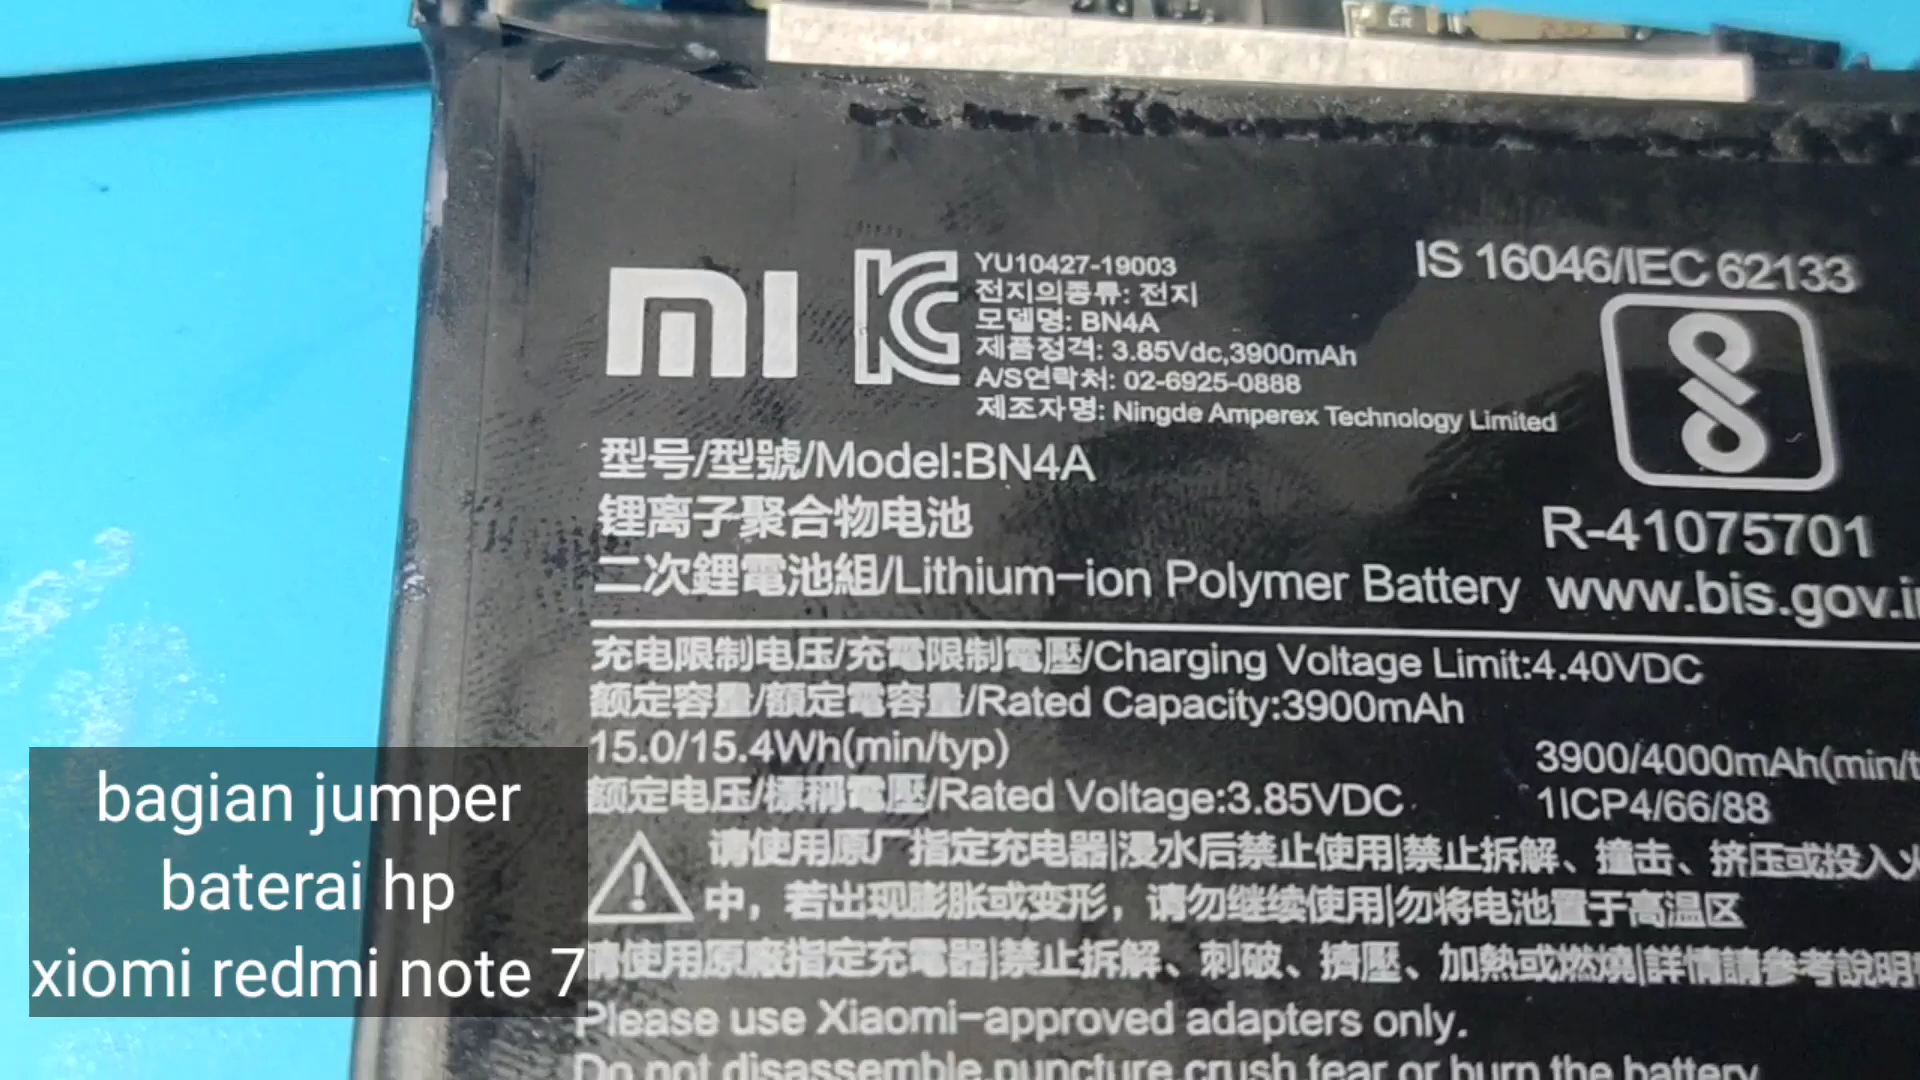 mi
YU10427-19003
전지의종류: 전지
모델명: BN4A
제품정격: 3.85Vdc,3900mAh
A/S연락처: 02-6925-0888
제조자명: Ningde Amperex Technology Limited
IS 16046/IEC 62133
R-41075701
www.bis.gov.i
型号/型號/Model:BN4A
锂离子聚合物电池
二次鋰電池組/Lithium-ion Polymer Battery
充电限制电压/充電限制電壓/Charging Voltage Limit:4.40VDC
额定容量/額定電容量/Rated Capacity:3900mAh
15.0/15.4Wh(min/typ)
3900/4000mAh(min/t
额定电压/標稱電壓/Rated Voltage:3.85VDC
1ICP4/66/88
请使用原厂指定充电器|浸水后禁止使用|禁止拆解、撞击、挤压或投入火
中，若出现膨胀或变形，请勿继续使用|勿将电池置于高温区
請使用原廠指定充電器|禁止拆解、刺破、擠壓、加熱或燃燒|詳情請參考說明
Please use Xiaomi-approved adapters only.
Do not disassemble,puncture,crush,tear or burn the battery
bagian jumper
baterai hp
xiomi redmi note 7